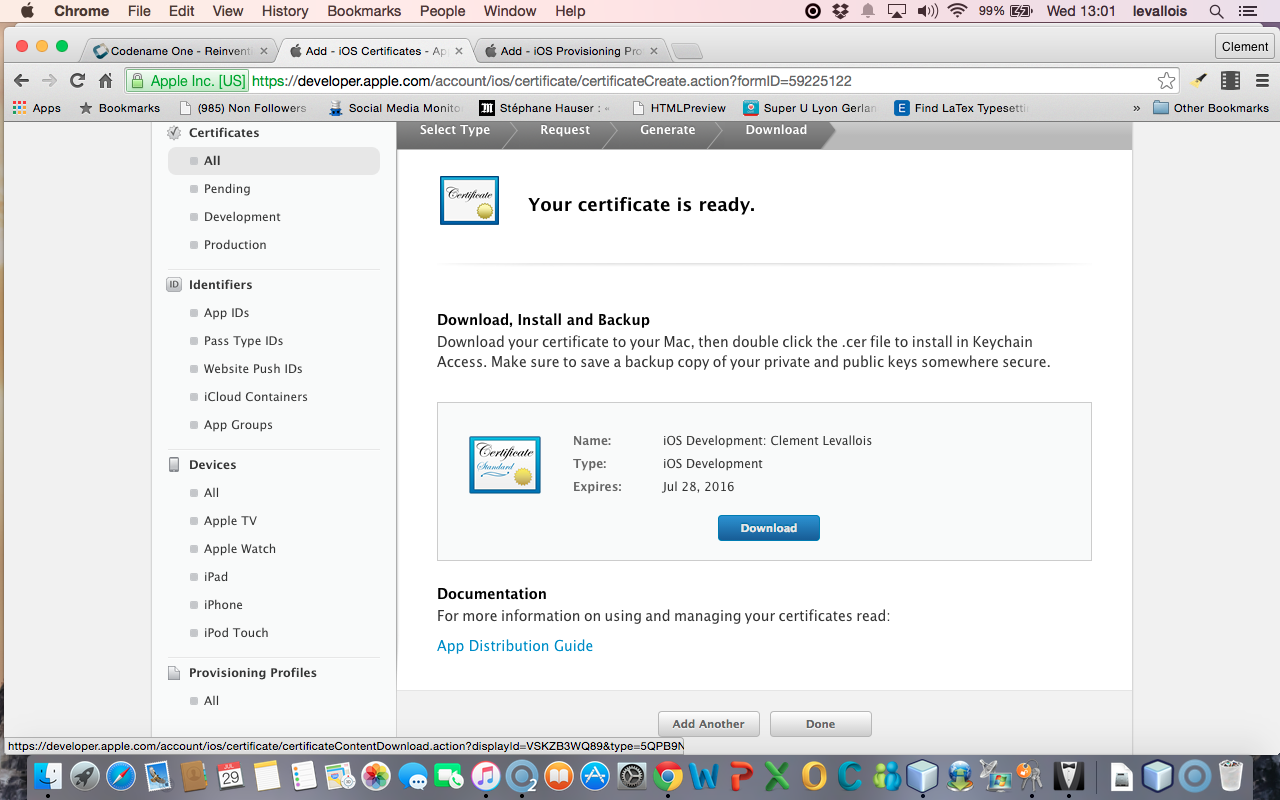 Chrome File Edit View History Bookmarks People Window Help 99% Wed 13:01 levallois
Codename One - Reinventi Add - iOS Certificates - Ap Add - iOS Provisioning Pro Clement
Apple Inc. [US] https://developer.apple.com/account/ios/certificate/certificateCreate.action?formID=59225122
Apps Bookmarks (985) Non Followers Social Media Monito Stéphane Hauser : « HTMLPreview Super U Lyon Gerlan Find LaTex Typesettin » Other Bookmarks
Select Type Request Generate Download
Certificates
All
Pending
Development
Production
Identifiers
App IDs
Pass Type IDs
Website Push IDs
iCloud Containers
App Groups
Devices
All
Apple TV
Apple Watch
iPad
iPhone
iPod Touch
Provisioning Profiles
All
Certificate
Your certificate is ready.
Download, Install and Backup
Download your certificate to your Mac, then double click the .cer file to install in Keychain
Access. Make sure to save a backup copy of your private and public keys somewhere secure.
Certificate
Standard
Name: iOS Development: Clement Levallois
Type: iOS Development
Expires: Jul 28, 2016
Download
Documentation
For more information on using and managing your certificates read:
App Distribution Guide
Add Another Done
https://developer.apple.com/account/ios/certificate/certificateContentDownload.action?displayId=VSKZB3WQ89&type=5QPB9N
JUL
29